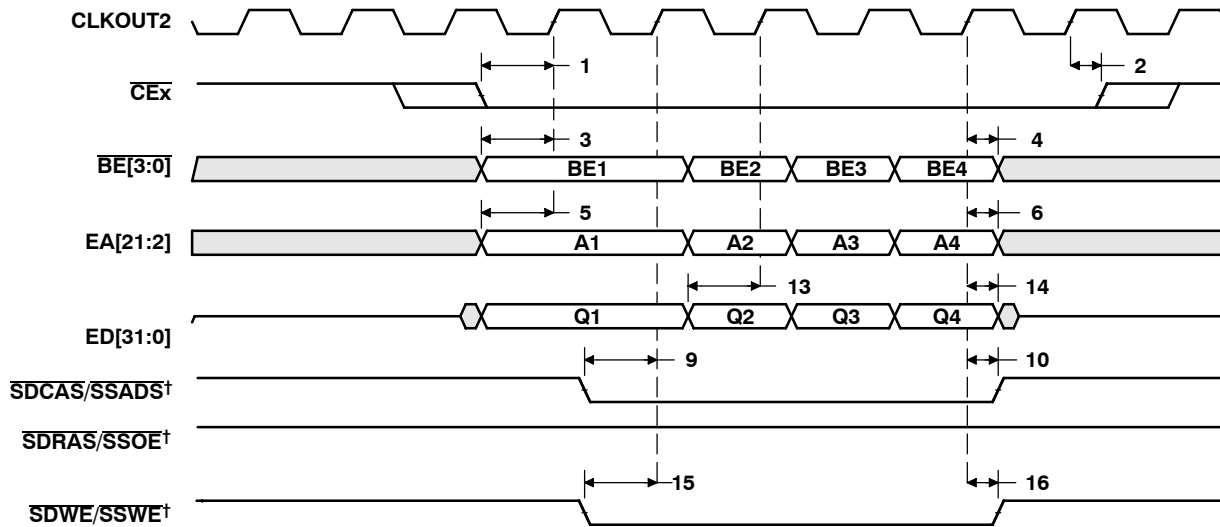 CLKOUT2
1
2
CEx
3
4
BE[3:0]
BE1
BE2
BE3
BE4
5
6
EA[21:2]
A1
A2
A3
A4
13
14
Q1
Q2
Q3
Q4
ED[31:0]
9
10
SDCAS/SSADS†
SDRAS/SSOE†
15
16
SDWE/SSWE†